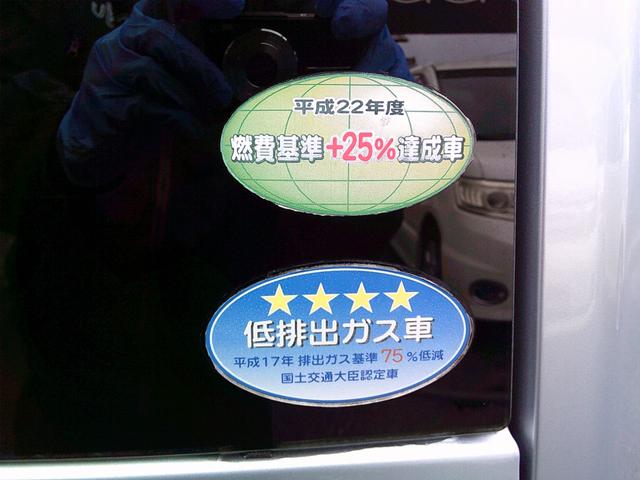 平成22年度
燃費基準+25%達成車
低排出ガス車
平成17年 排出ガス基準75%低減
国土交通大臣認定車